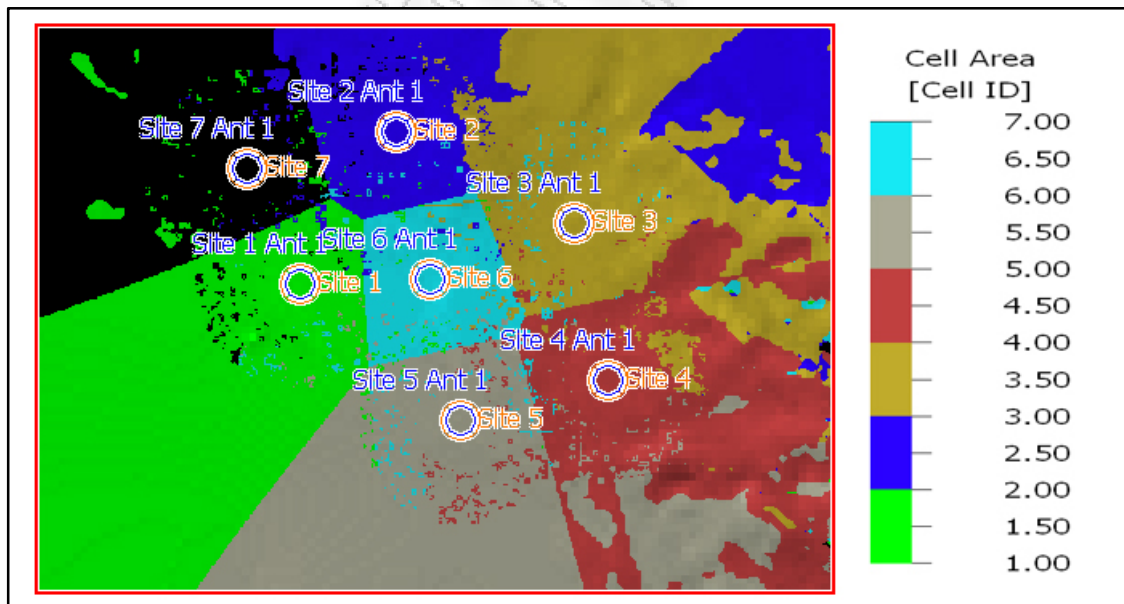 Cell Area
[Cell ID]
7.00
6.50
6.00
5.50
5.00
4.50
4.00
3.50
3.00
2.50
2.00
1.50
1.00
Site 2 Ant 1
Site 2
Site 7 Ant 1
Site 7
Site 3 Ant 1
Site 3
Site 1 Ant 1
Site 1
Site 6 Ant 1
Site 6
Site 4 Ant 1
Site 4
Site 5 Ant 1
Site 5